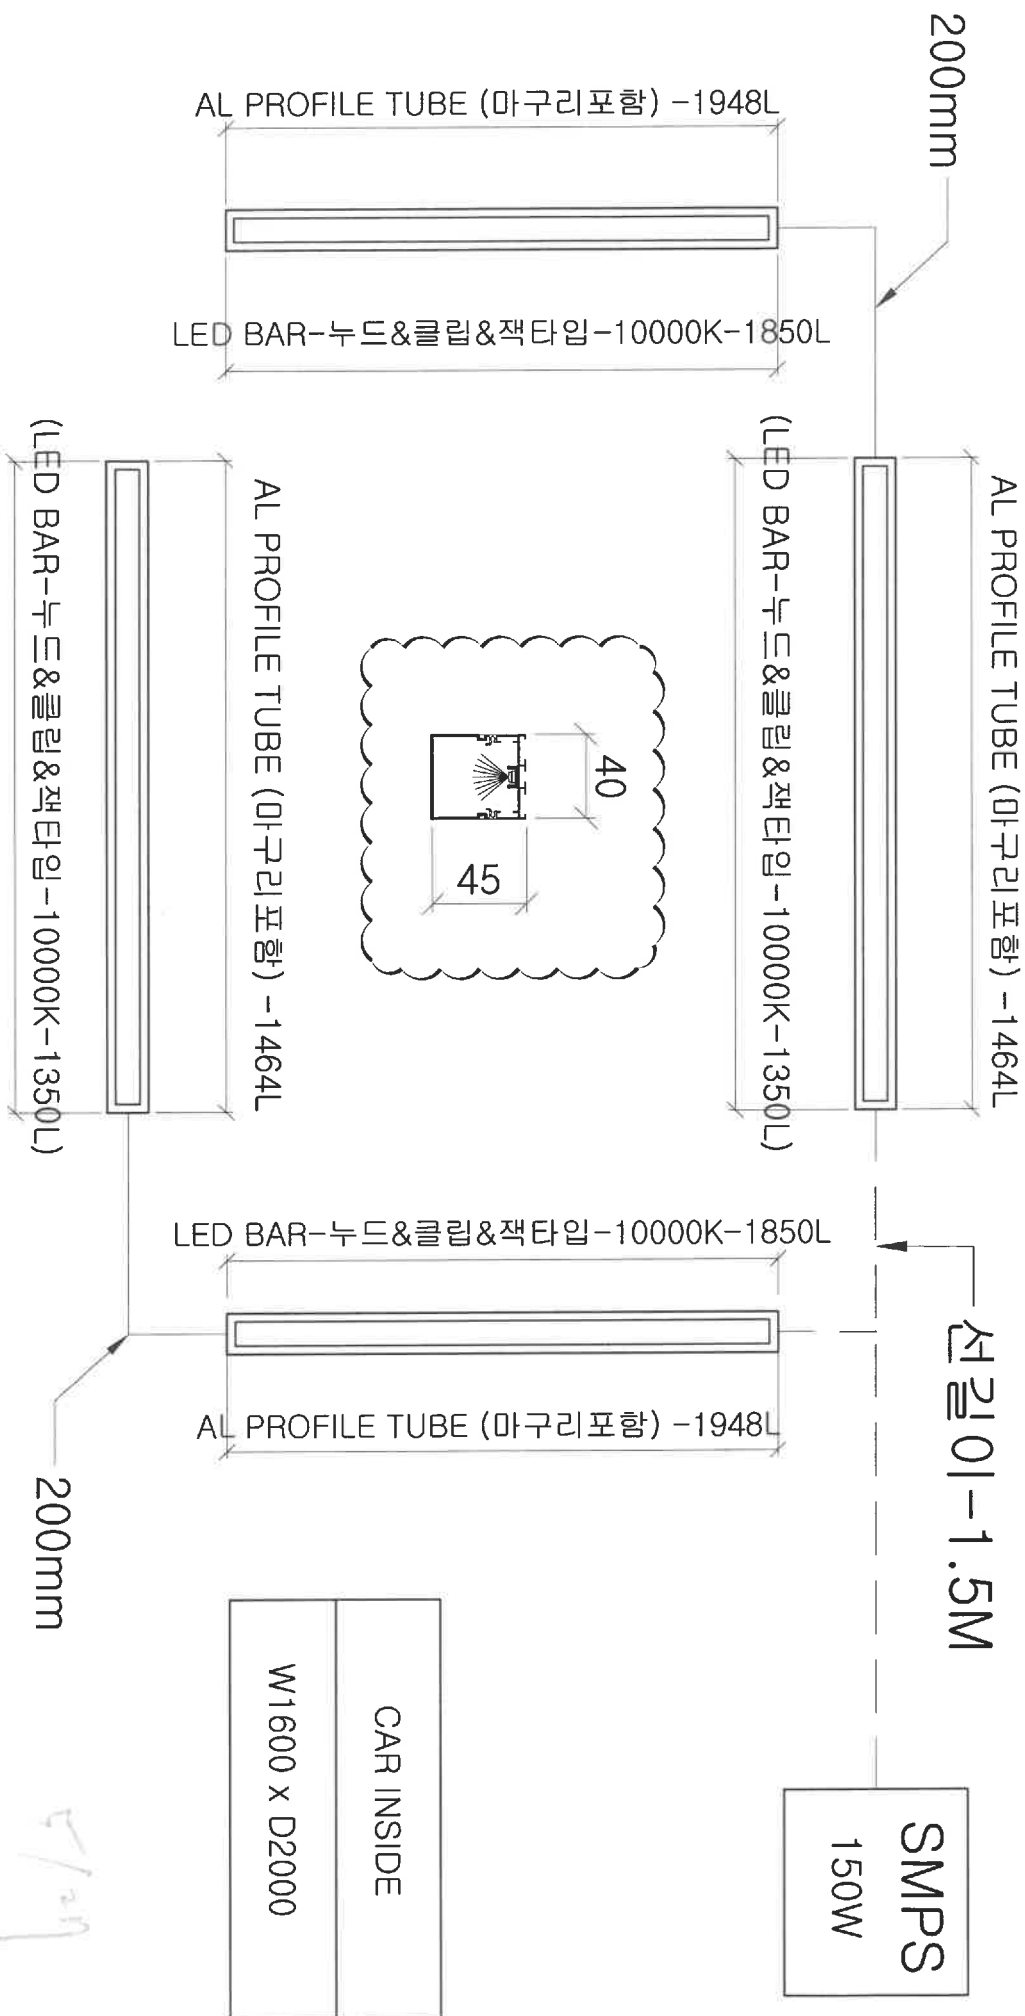 200mm
AL PROFILE TUBE (마구리포함) -1948L
LED BAR-누드&클립&잭타입-10000K-1850L
AL PROFILE TUBE (마구리포함) -1464L
(LED BAR-누드&클립&잭타입-10000K-1350L)
40
45
AL PROFILE TUBE (마구리포함) -1464L
(LED BAR-누드&클립&잭타입-10000K-1350L)
LED BAR-누드&클립&잭타입-10000K-1850L
AL PROFILE TUBE (마구리포함) -1948L
선길이-1.5M
200mm
SMPS
150W
CAR INSIDE
W1600 x D2000